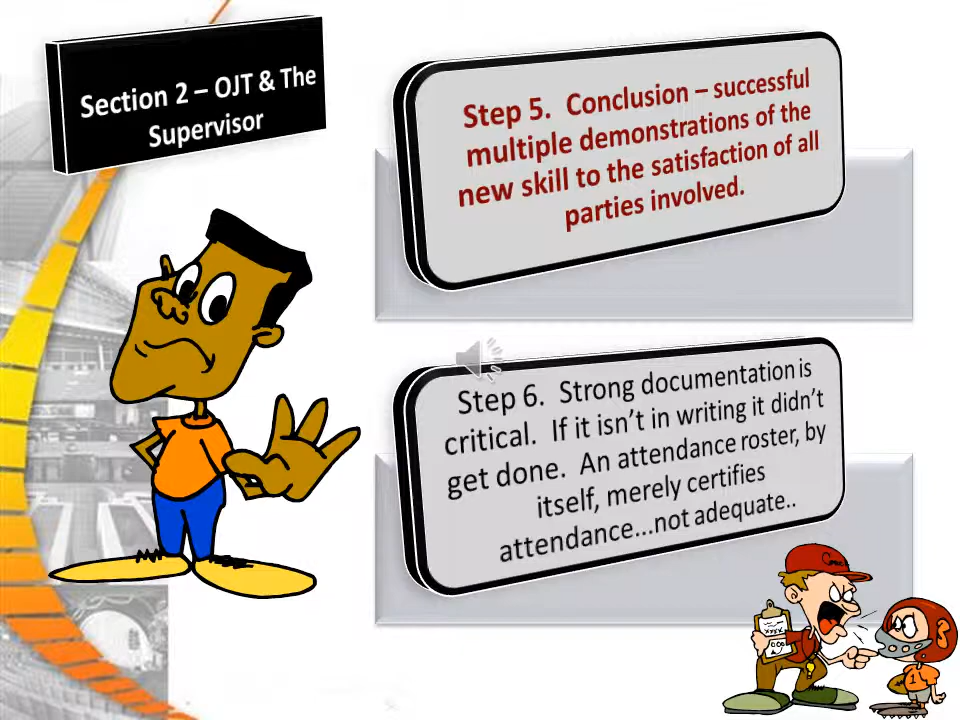 Section 2 – OJT & The
Supervisor
Step 5.  Conclusion – successful
multiple demonstrations of the
new skill to the satisfaction of all
parties involved.
Step 6.  Strong documentation is
critical.  If it isn’t in writing it didn’t
get done.  An attendance roster, by
itself, merely certifies
attendance...not adequate..